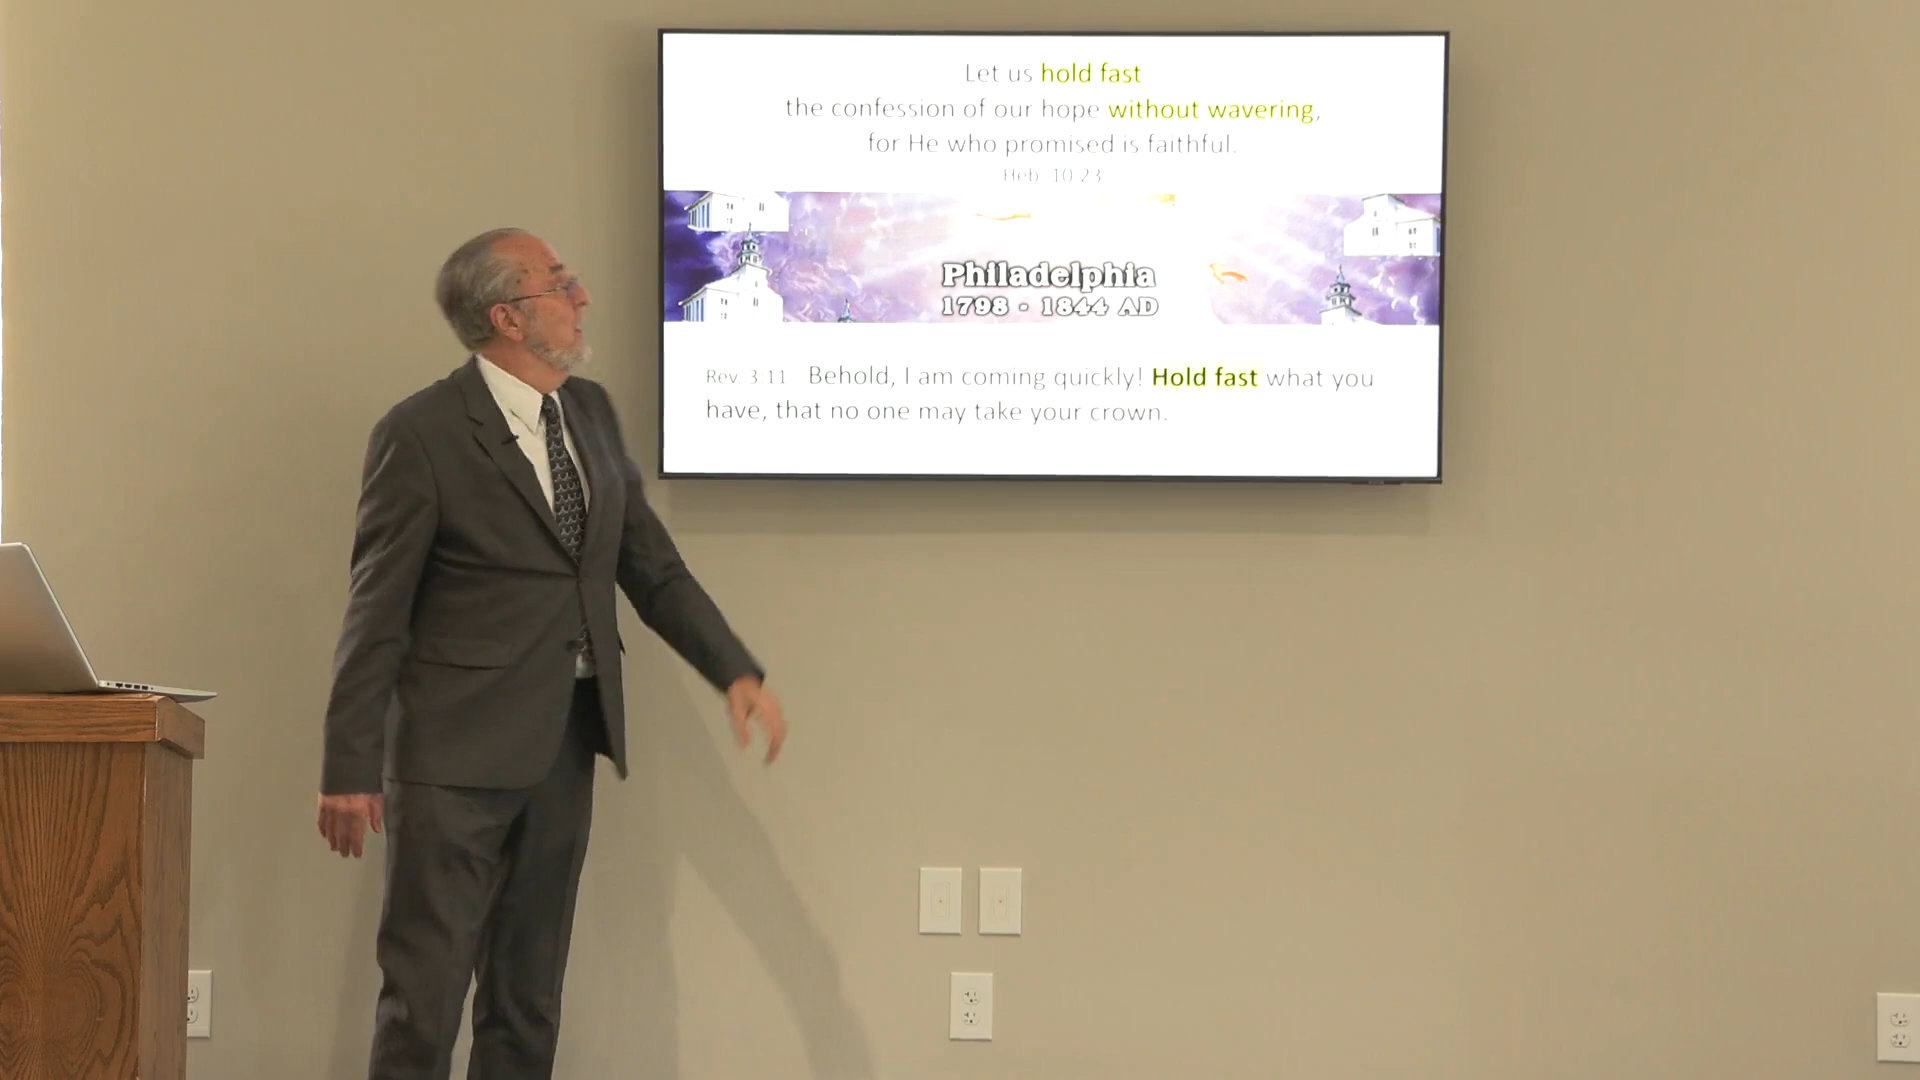 Let us hold fast
the confession of our hope without wavering,
for He who promised is faithful.
Heb. 10:23
Philadelphia
1798 - 1844 AD
Rev. 3:11 Behold, I am coming quickly! Hold fast what you
have, that no one may take your crown.